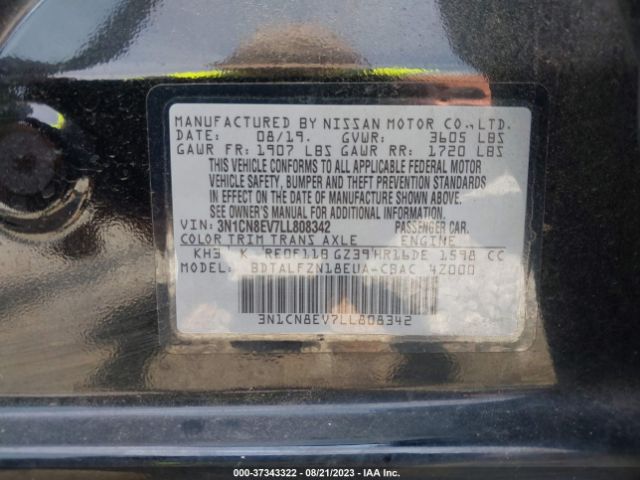 MANUFACTURED BY NISSAN MOTOR CO.,LTD.
DATE: 08/19. GVWR: 3605 LBS
GAWR FR: 1907 LBS GAWR RR: 1720 LBS
THIS VEHICLE CONFORMS TO ALL APPLICABLE FEDERAL MOTOR
VEHICLE SAFETY, BUMPER AND THEFT PREVENTION STANDARDS
IN EFFECT ON THE DATE OF MANUFACTURE SHOWN ABOVE.
SEE OWNER'S MANUAL FOR ADDITIONAL INFORMATION.
VIN: 3N1CN8EV7LL808342 PASSENGER CAR.
COLOR TRIM TRANS AXLE ENGINE
KH3 K RE0F11B GZ39 HR16DE 1598 CC
MODEL: BDTALFZN18EUA-CBAC 42000
3N1CN8EV7LL808342
000-37343322 | 08/21/2023 | IAA Inc.